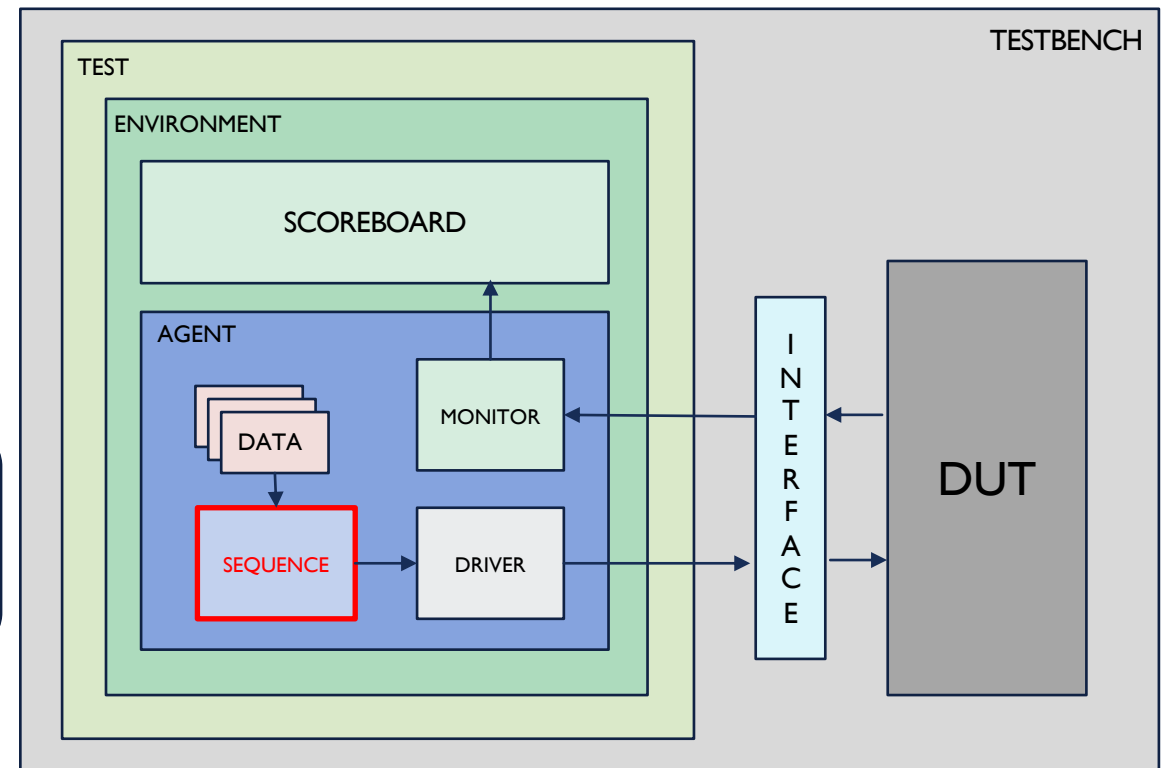 TESTBENCH
TEST
ENVIRONMENT
SCOREBOARD
AGENT
DATA
MONITOR
SEQUENCE
DRIVER
I
N
T
E
R
F
A
C
E
DUT